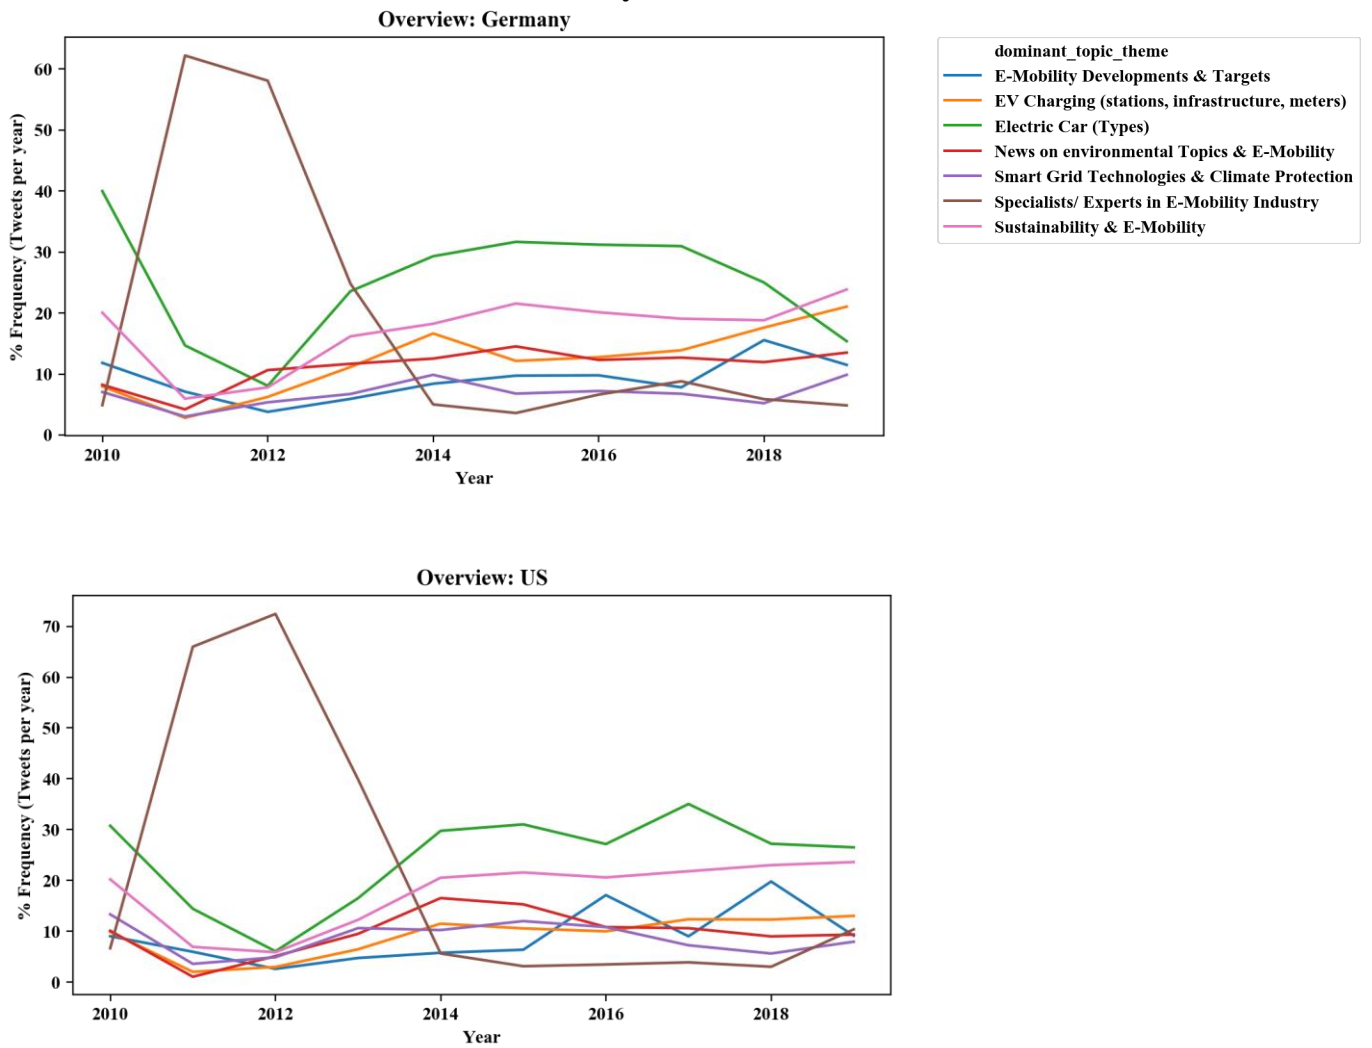 Overview: Germany
% Frequency (Tweets per year)
60
50
40
30
20
10
0
2010
2012
2014
2016
2018
Year
dominant_topic_theme
E-Mobility Developments & Targets
EV Charging (stations, infrastructure, meters)
Electric Car (Types)
News on environmental Topics & E-Mobility
Smart Grid Technologies & Climate Protection
Specialists/ Experts in E-Mobility Industry
Sustainability & E-Mobility
Overview: US
% Frequency (Tweets per year)
70
60
50
40
30
20
10
0
2010
2012
2014
2016
2018
Year